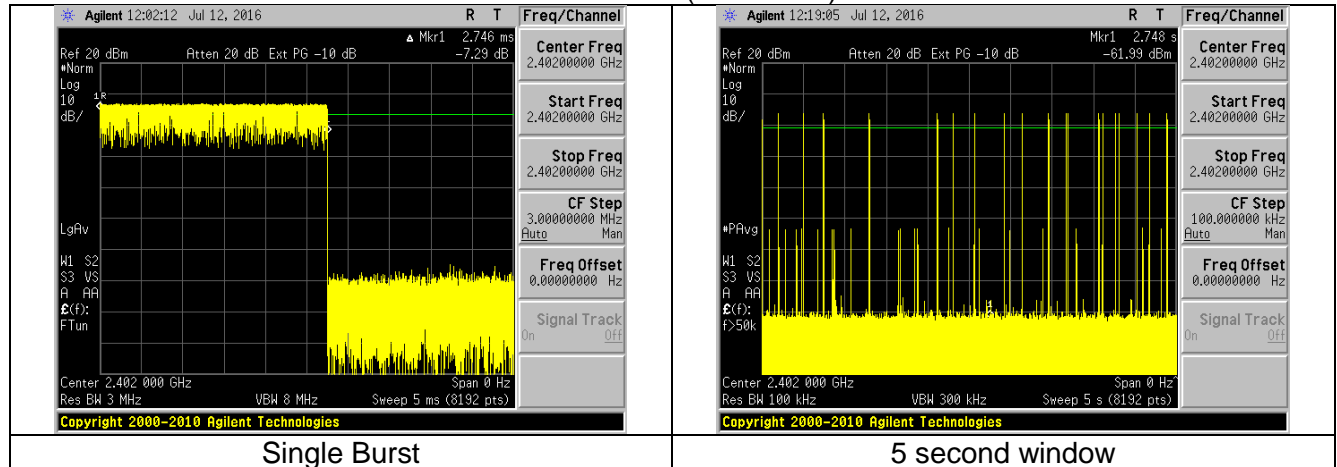 Agilent 12:02:12 Jul 12, 2016 R T Freq/Channel
Δ Mkr1 2.746 ms
Ref 20 dBm Atten 20 dB Ext PG -10 dB -7.29 dB
#Norm
Log
10
dB/
1R
LgAv
W1 S2
S3 VS
A AA
£(f):
FTun
Center 2.402 000 GHz Span 0 Hz
Res BW 3 MHz VBW 8 MHz Sweep 5 ms (8192 pts)
Copyright 2000-2010 Agilent Technologies
Center Freq
2.40200000 GHz
Start Freq
2.40200000 GHz
Stop Freq
2.40200000 GHz
CF Step
3.00000000 MHz
Auto Man
Freq Offset
0.00000000 Hz
Signal Track
On Off
Single Burst
Agilent 12:19:05 Jul 12, 2016 R T Freq/Channel
Mkr1 2.748 s
Ref 20 dBm Atten 20 dB Ext PG -10 dB -61.99 dBm
#Norm
Log
10
dB/
#PAvg
W1 S2
S3 VS
A AA
£(f):
f>50k
1
Center 2.402 000 GHz Span 0 Hz^
Res BW 100 kHz VBW 300 kHz Sweep 5 s (8192 pts)
Copyright 2000-2010 Agilent Technologies
Center Freq
2.40200000 GHz
Start Freq
2.40200000 GHz
Stop Freq
2.40200000 GHz
CF Step
100.000000 kHz
Auto Man
Freq Offset
0.00000000 Hz
Signal Track
On Off
5 second window